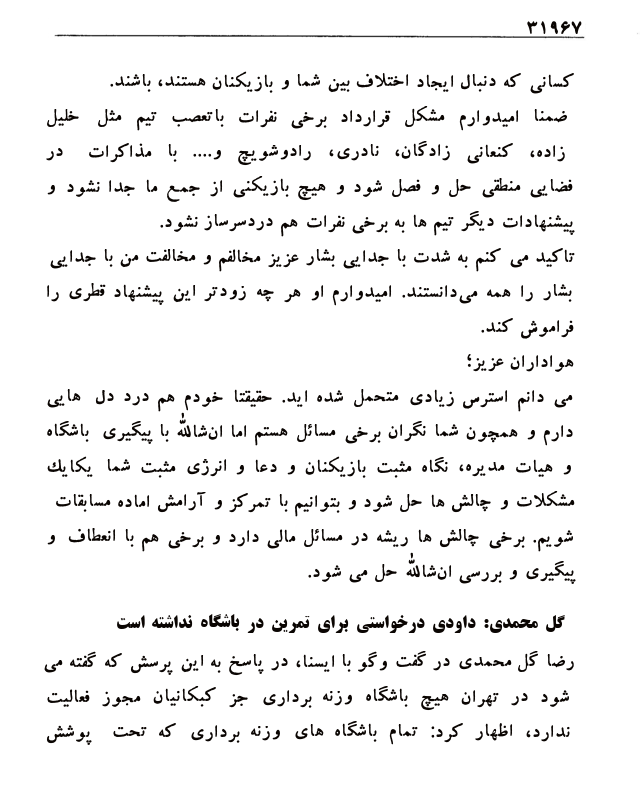 ۳۱۹۶۷
کسانی که دنبال ایجاد اختلاف بین شما و بازیکنان هستند، باشند.
ضمنا امیدوارم مشکل قرارداد برخی نفرات باتعصب تیم مثل خلیل
زاده، کنعانی زادگان، نادری، رادوشویچ و.... با مذاکرات در
فضایی منطقی حل و فصل شود و هیچ بازیکنی از جمع ما جدا نشود و
پیشنهادات دیگر تیم ها به برخی نفرات هم دردسرساز نشود.
تاکید می کنم به شدت با جدایی بشار عزیز مخالفم و مخالفت من با جدایی
بشار را همه می‌دانستند. امیدوارم او هر چه زودتر این پیشنهاد قطری را
فراموش کند.
هواداران عزیز؛
می دانم استرس زیادی متحمل شده اید. حقیقتا خودم هم درد دل هایی
دارم و همچون شما نگران برخی مسائل هستم اما ان‌شاالله با پیگیری باشگاه
و هیات مدیره، نگاه مثبت بازیکنان و دعا و انرژی مثبت شما یکایک
مشکلات و چالش ها حل شود و بتوانیم با تمرکز و آرامش اماده مسابقات
شویم. برخی چالش ها ریشه در مسائل مالی دارد و برخی هم با انعطاف و
پیگیری و بررسی ان‌شاالله حل می شود.
گل محمدی: داودی درخواستی برای تمرین در باشگاه نداشته است
رضا گل محمدی در گفت وگو با ایسنا، در پاسخ به این پرسش که گفته می
شود در تهران هیچ باشگاه وزنه برداری جز کبکانیان مجوز فعالیت
ندارد، اظهار کرد: تمام باشگاه های وزنه برداری که تحت پوشش